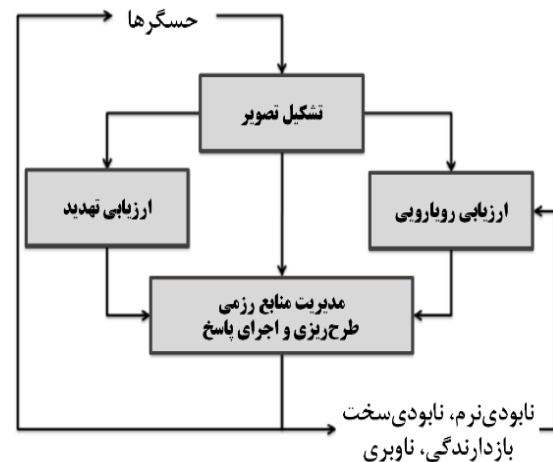 حسگرها
تشکیل تصویر
ارزیابی تهدید
ارزیابی رویارویی
مدیریت منابع رزمی
طرح‌ریزی و اجرای پاسخ
نابودی‌نرم، نابودی‌سخت
بازدارندگی، ناوبری